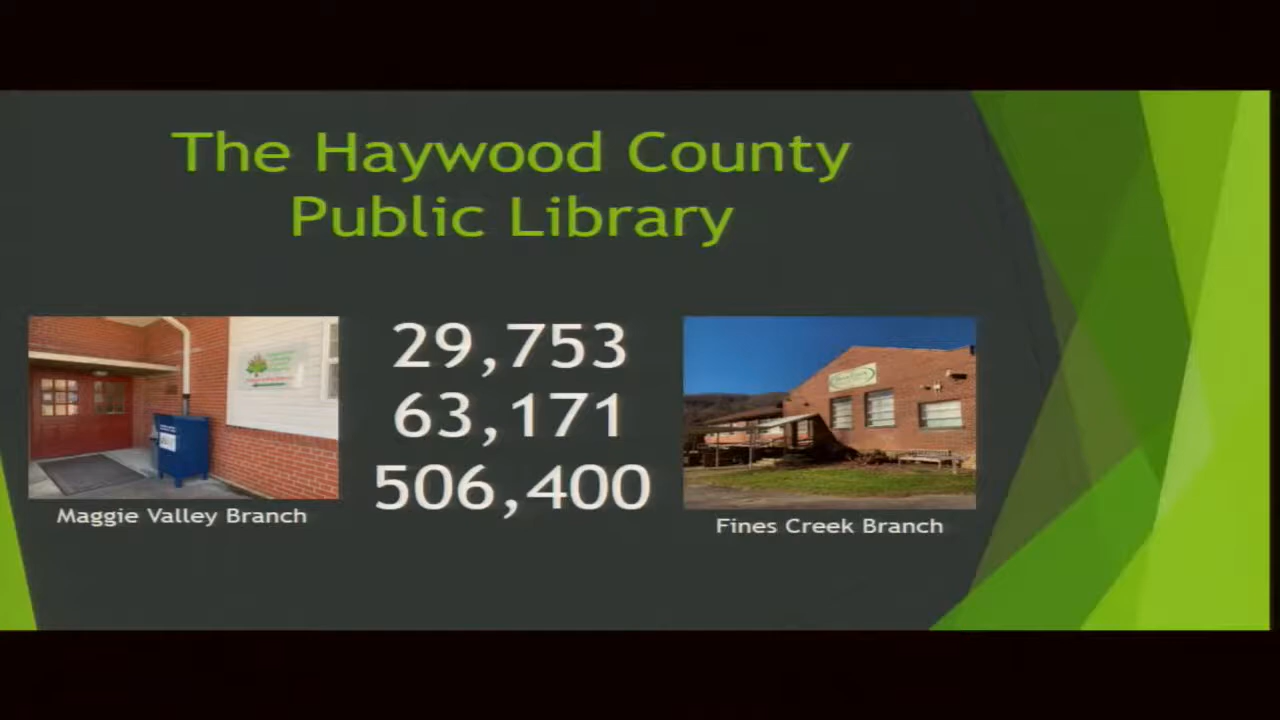 The Haywood County
Public Library
29,753
63,171
506,400
Maggie Valley Branch
Fines Creek Branch